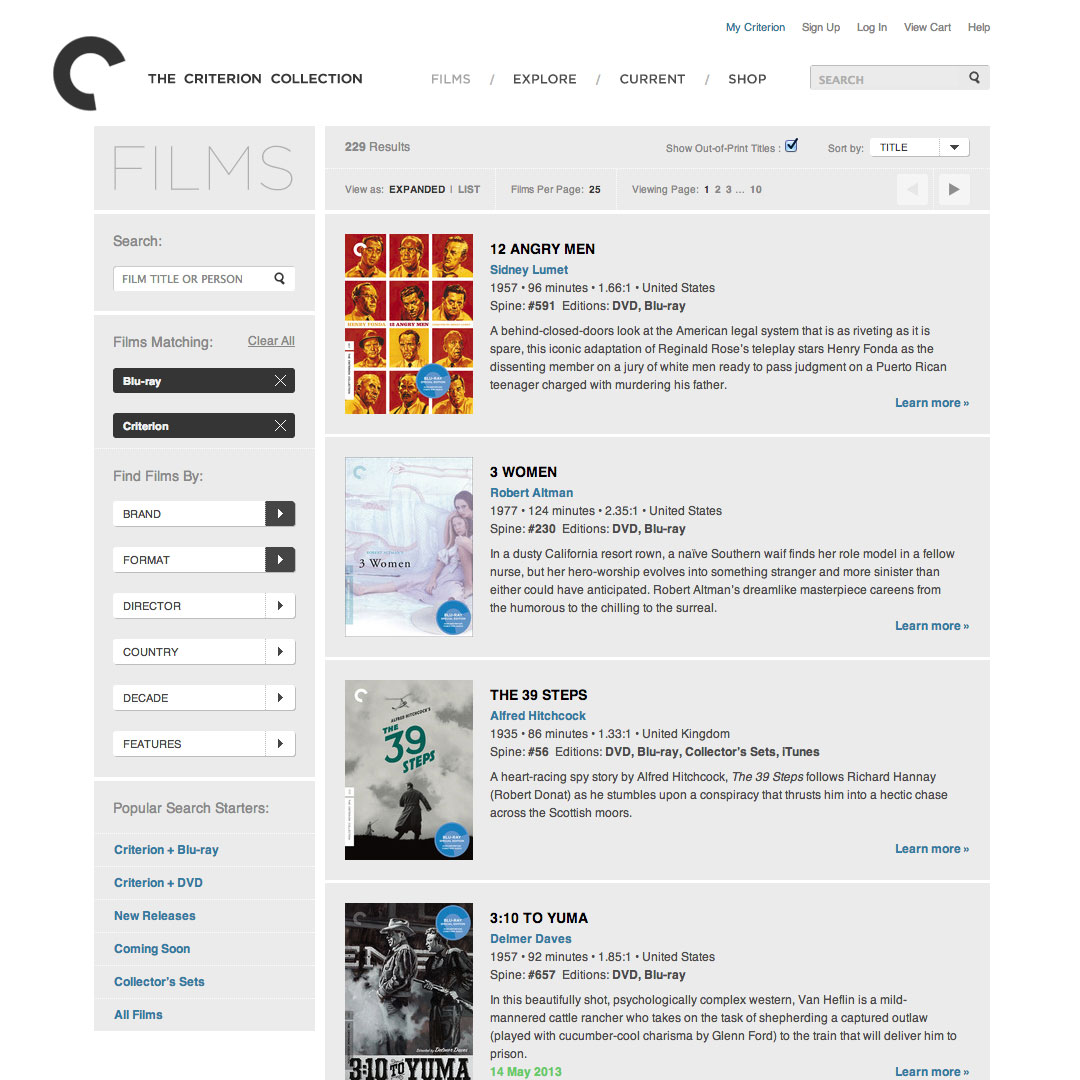 My Criterion Sign Up Log In View Cart Help
THE CRITERION COLLECTION
FILMS / EXPLORE / CURRENT / SHOP
SEARCH
FILMS
Search:
FILM TITLE OR PERSON
Films Matching: Clear All
Blu-ray
Criterion
Find Films By:
BRAND
FORMAT
DIRECTOR
COUNTRY
DECADE
FEATURES
Popular Search Starters:
Criterion + Blu-ray
Criterion + DVD
New Releases
Coming Soon
Collector's Sets
All Films
229 Results
Show Out-of-Print Titles :
Sort by: TITLE
View as: EXPANDED | LIST
Films Per Page: 25
Viewing Page: 1 2 3 ... 10
HENRY FONDA 12 ANGRY MEN
BLU-RAY
SPECIAL EDITION
12 ANGRY MEN
Sidney Lumet
1957 • 96 minutes • 1.66:1 • United States
Spine: #591 Editions: DVD, Blu-ray
A behind-closed-doors look at the American legal system that is as riveting as it is
spare, this iconic adaptation of Reginald Rose's teleplay stars Henry Fonda as the
dissenting member on a jury of white men ready to pass judgment on a Puerto Rican
teenager charged with murdering his father.
Learn more »
ROBERT ALTMAN'S
3 Women
BLU-RAY
SPECIAL EDITION
3 WOMEN
Robert Altman
1977 • 124 minutes • 2.35:1 • United States
Spine: #230 Editions: DVD, Blu-ray
In a dusty California resort rown, a naïve Southern waif finds her role model in a fellow
nurse, but her hero-worship evolves into something stranger and more sinister than
either could have anticipated. Robert Altman's dreamlike masterpiece careens from
the humorous to the chilling to the surreal.
Learn more »
ALFRED HITCHCOCK'S
THE
39
STEPS
BLU-RAY
SPECIAL EDITION
THE 39 STEPS
Alfred Hitchcock
1935 • 86 minutes • 1.33:1 • United Kingdom
Spine: #56 Editions: DVD, Blu-ray, Collector's Sets, iTunes
A heart-racing spy story by Alfred Hitchcock, The 39 Steps follows Richard Hannay
(Robert Donat) as he stumbles upon a conspiracy that thrusts him into a hectic chase
across the Scottish moors.
Learn more »
BLU-RAY
SPECIAL EDITION
Directed by Delmer Daves
3:10 TO YUMA
3:10 TO YUMA
Delmer Daves
1957 • 92 minutes • 1.85:1 • United States
Spine: #657 Editions: DVD, Blu-ray
In this beautifully shot, psychologically complex western, Van Heflin is a mild-
mannered cattle rancher who takes on the task of shepherding a captured outlaw
(played with cucumber-cool charisma by Glenn Ford) to the train that will deliver him to
prison.
14 May 2013
Learn more »